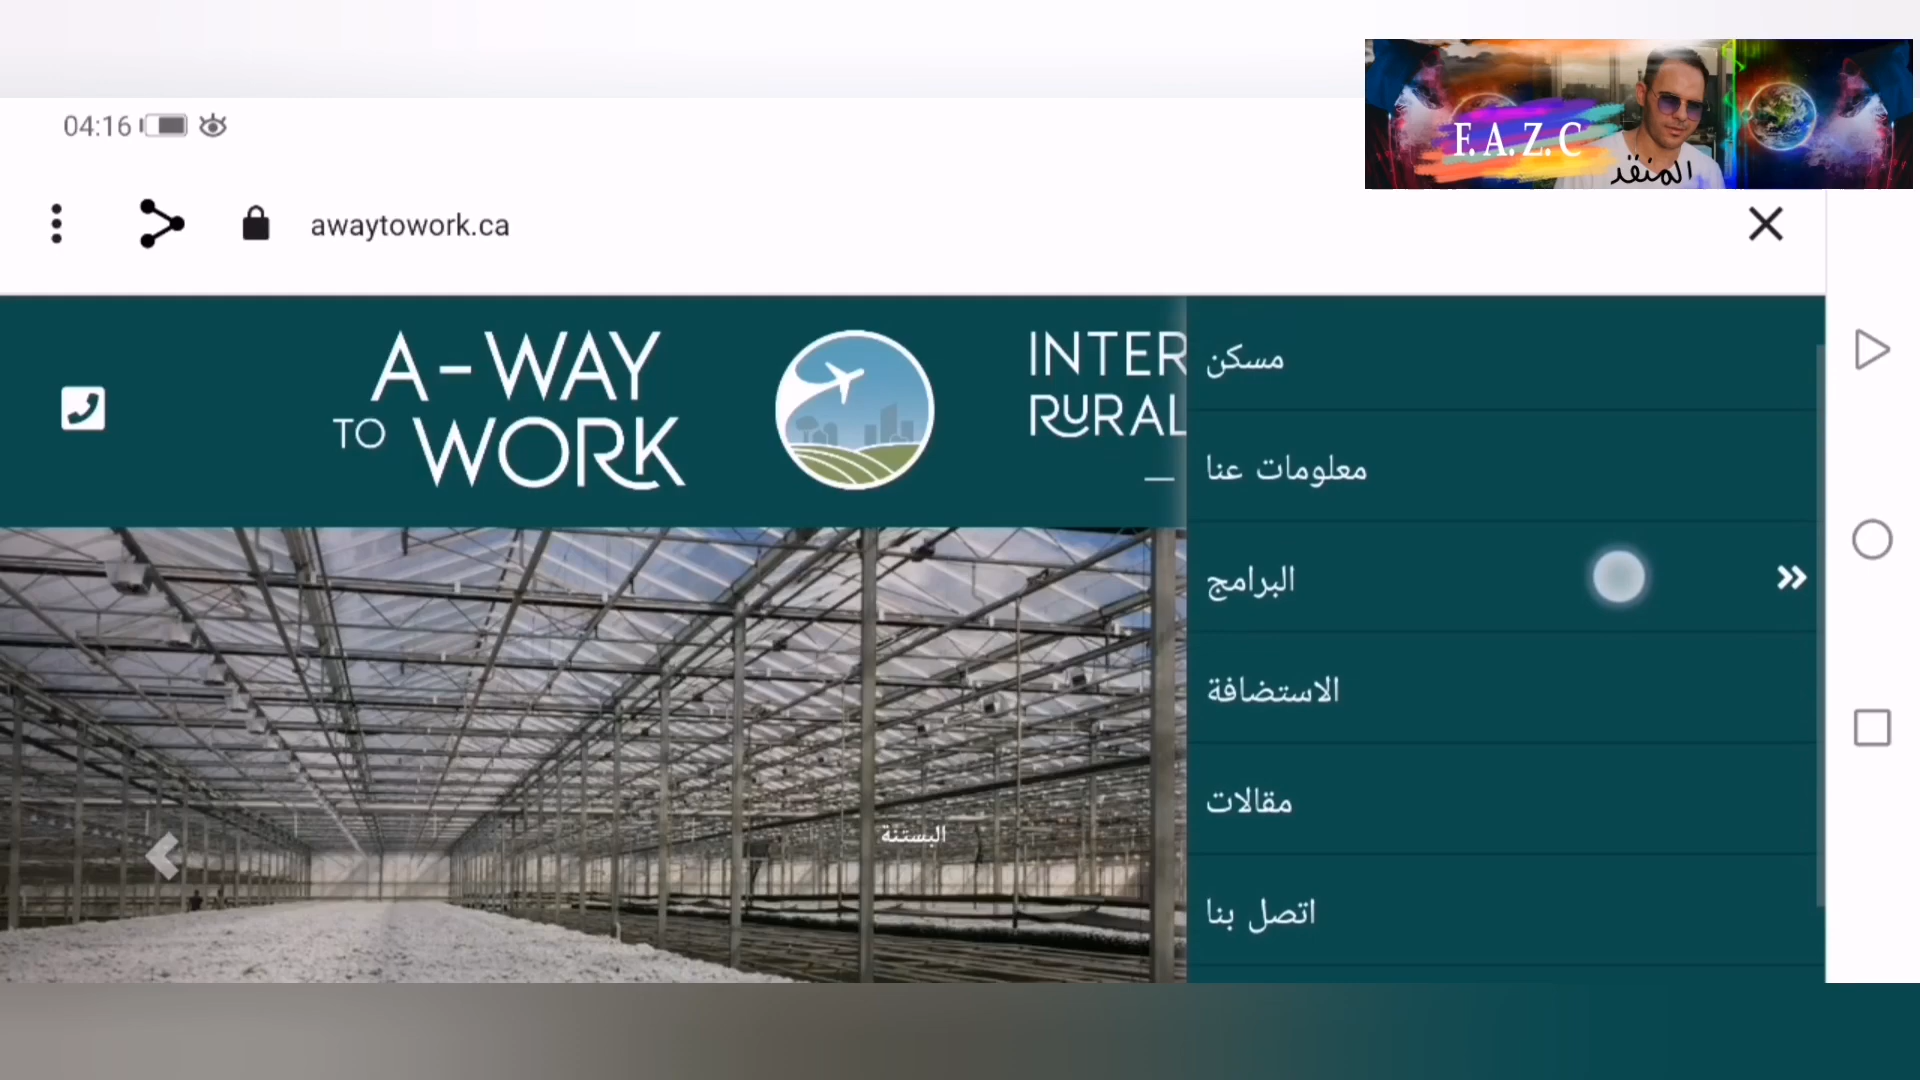 04:16
F.A.Z.C
المنقذ
awaytowork.ca
A-WAY
TO WORK
INTER
RURAL
مسكن
معلومات عنا
البرامج
الاستضافة
مقالات
اتصل بنا
البستنة